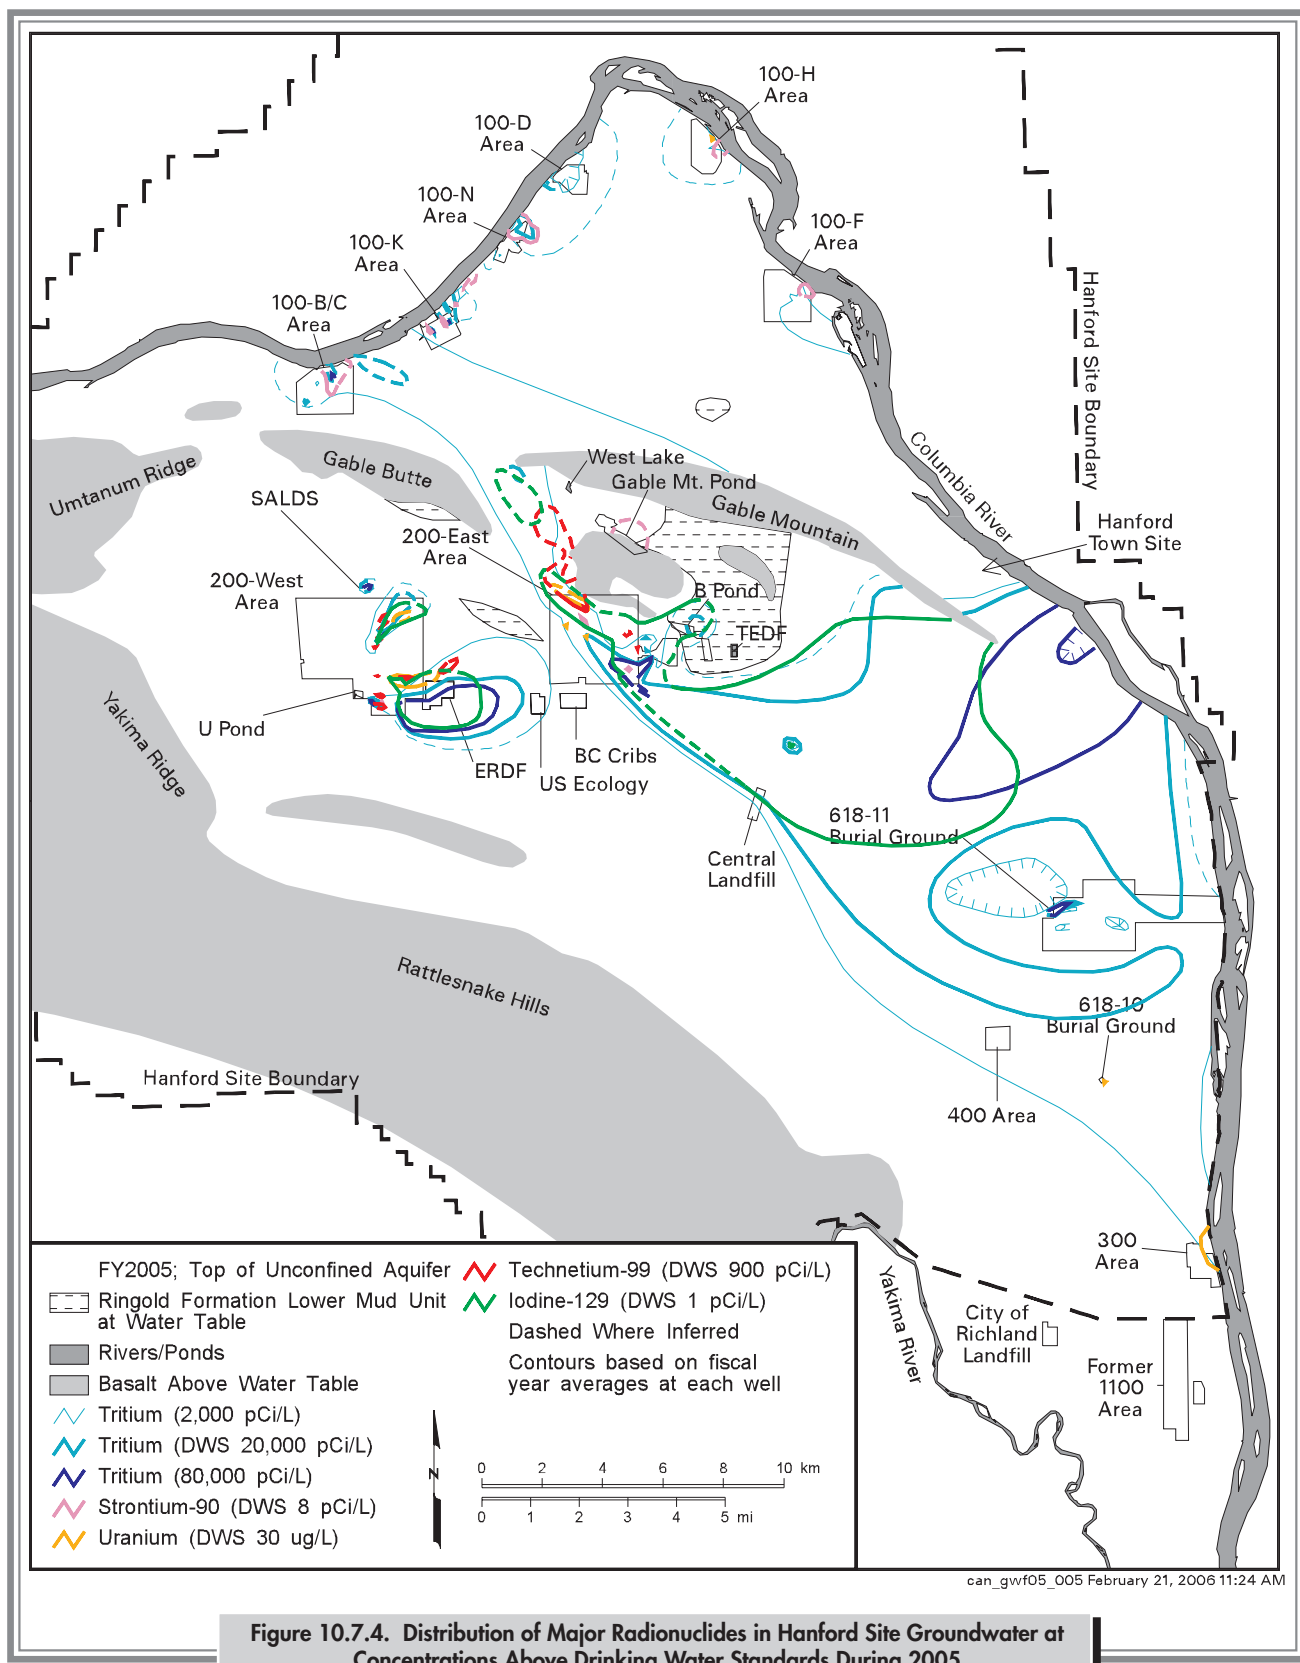 100-H
Area
100-D
Area
100-N
Area
100-F
Area
100-K
Area
100-B/C
Area
Hanford Site Boundary
Columbia River
West Lake
Gable Mt. Pond
Gable Butte
Umtanum Ridge
Gable Mountain
SALDS
Hanford
Town Site
200-East
Area
200-West
Area
B Pond
TEDF
Yakima Ridge
U Pond
BC Cribs
ERDF
US Ecology
618-11
Burial Ground
Central
Landfill
Rattlesnake Hills
618-10
Burial Ground
Hanford Site Boundary
400 Area
300
Area
Yakima River
City of
Richland
Landfill
Former
1100
Area
FY2005; Top of Unconfined Aquifer
Ringold Formation Lower Mud Unit
at Water Table
Rivers/Ponds
Basalt Above Water Table
Tritium (2,000 pCi/L)
Tritium (DWS 20,000 pCi/L)
Tritium (80,000 pCi/L)
Strontium-90 (DWS 8 pCi/L)
Uranium (DWS 30 ug/L)
Technetium-99 (DWS 900 pCi/L)
Iodine-129 (DWS 1 pCi/L)
Dashed Where Inferred
Contours based on fiscal
year averages at each well
N
0 2 4 6 8 10 km
0 1 2 3 4 5 mi
can_gwf05_005 February 21, 2006 11:24 AM
Figure 10.7.4. Distribution of Major Radionuclides in Hanford Site Groundwater at
Concentrations Above Drinking Water Standards During 2005